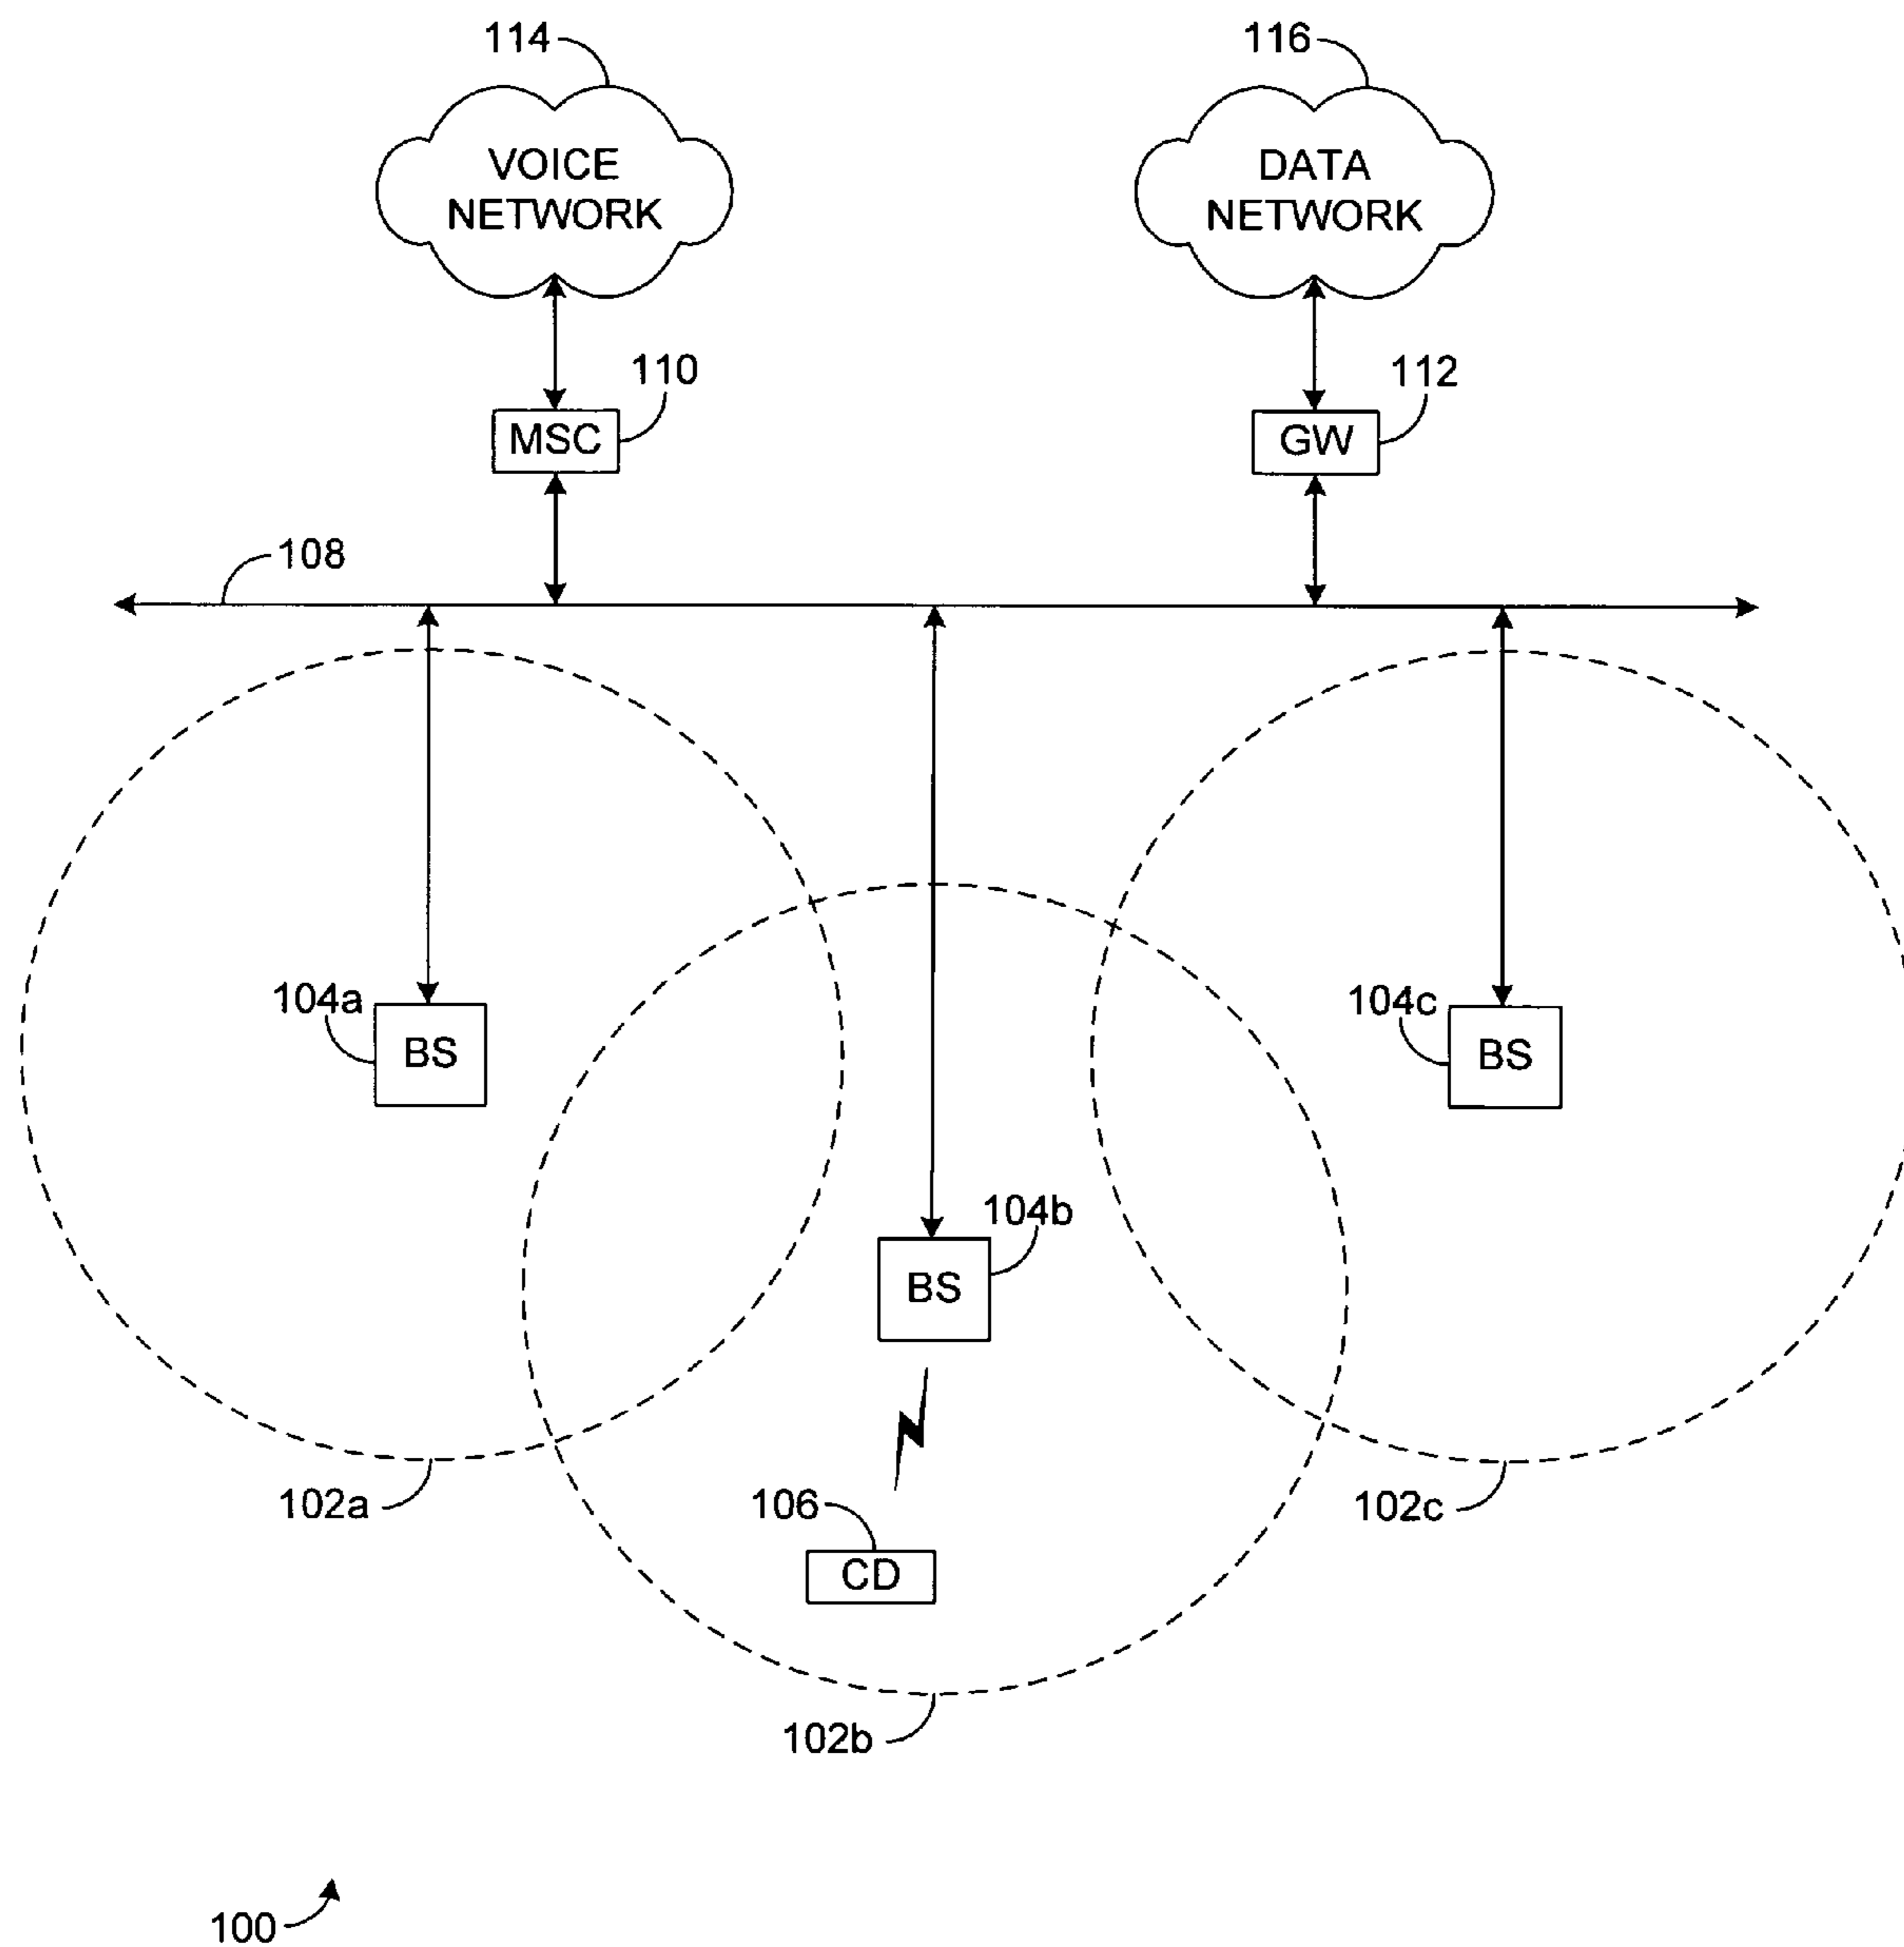 114
116
VOICE
NETWORK
DATA
NETWORK
110
112
MSC
GW
108
104a
104c
BS
BS
104b
BS
106
102a
102c
CD
102b
100